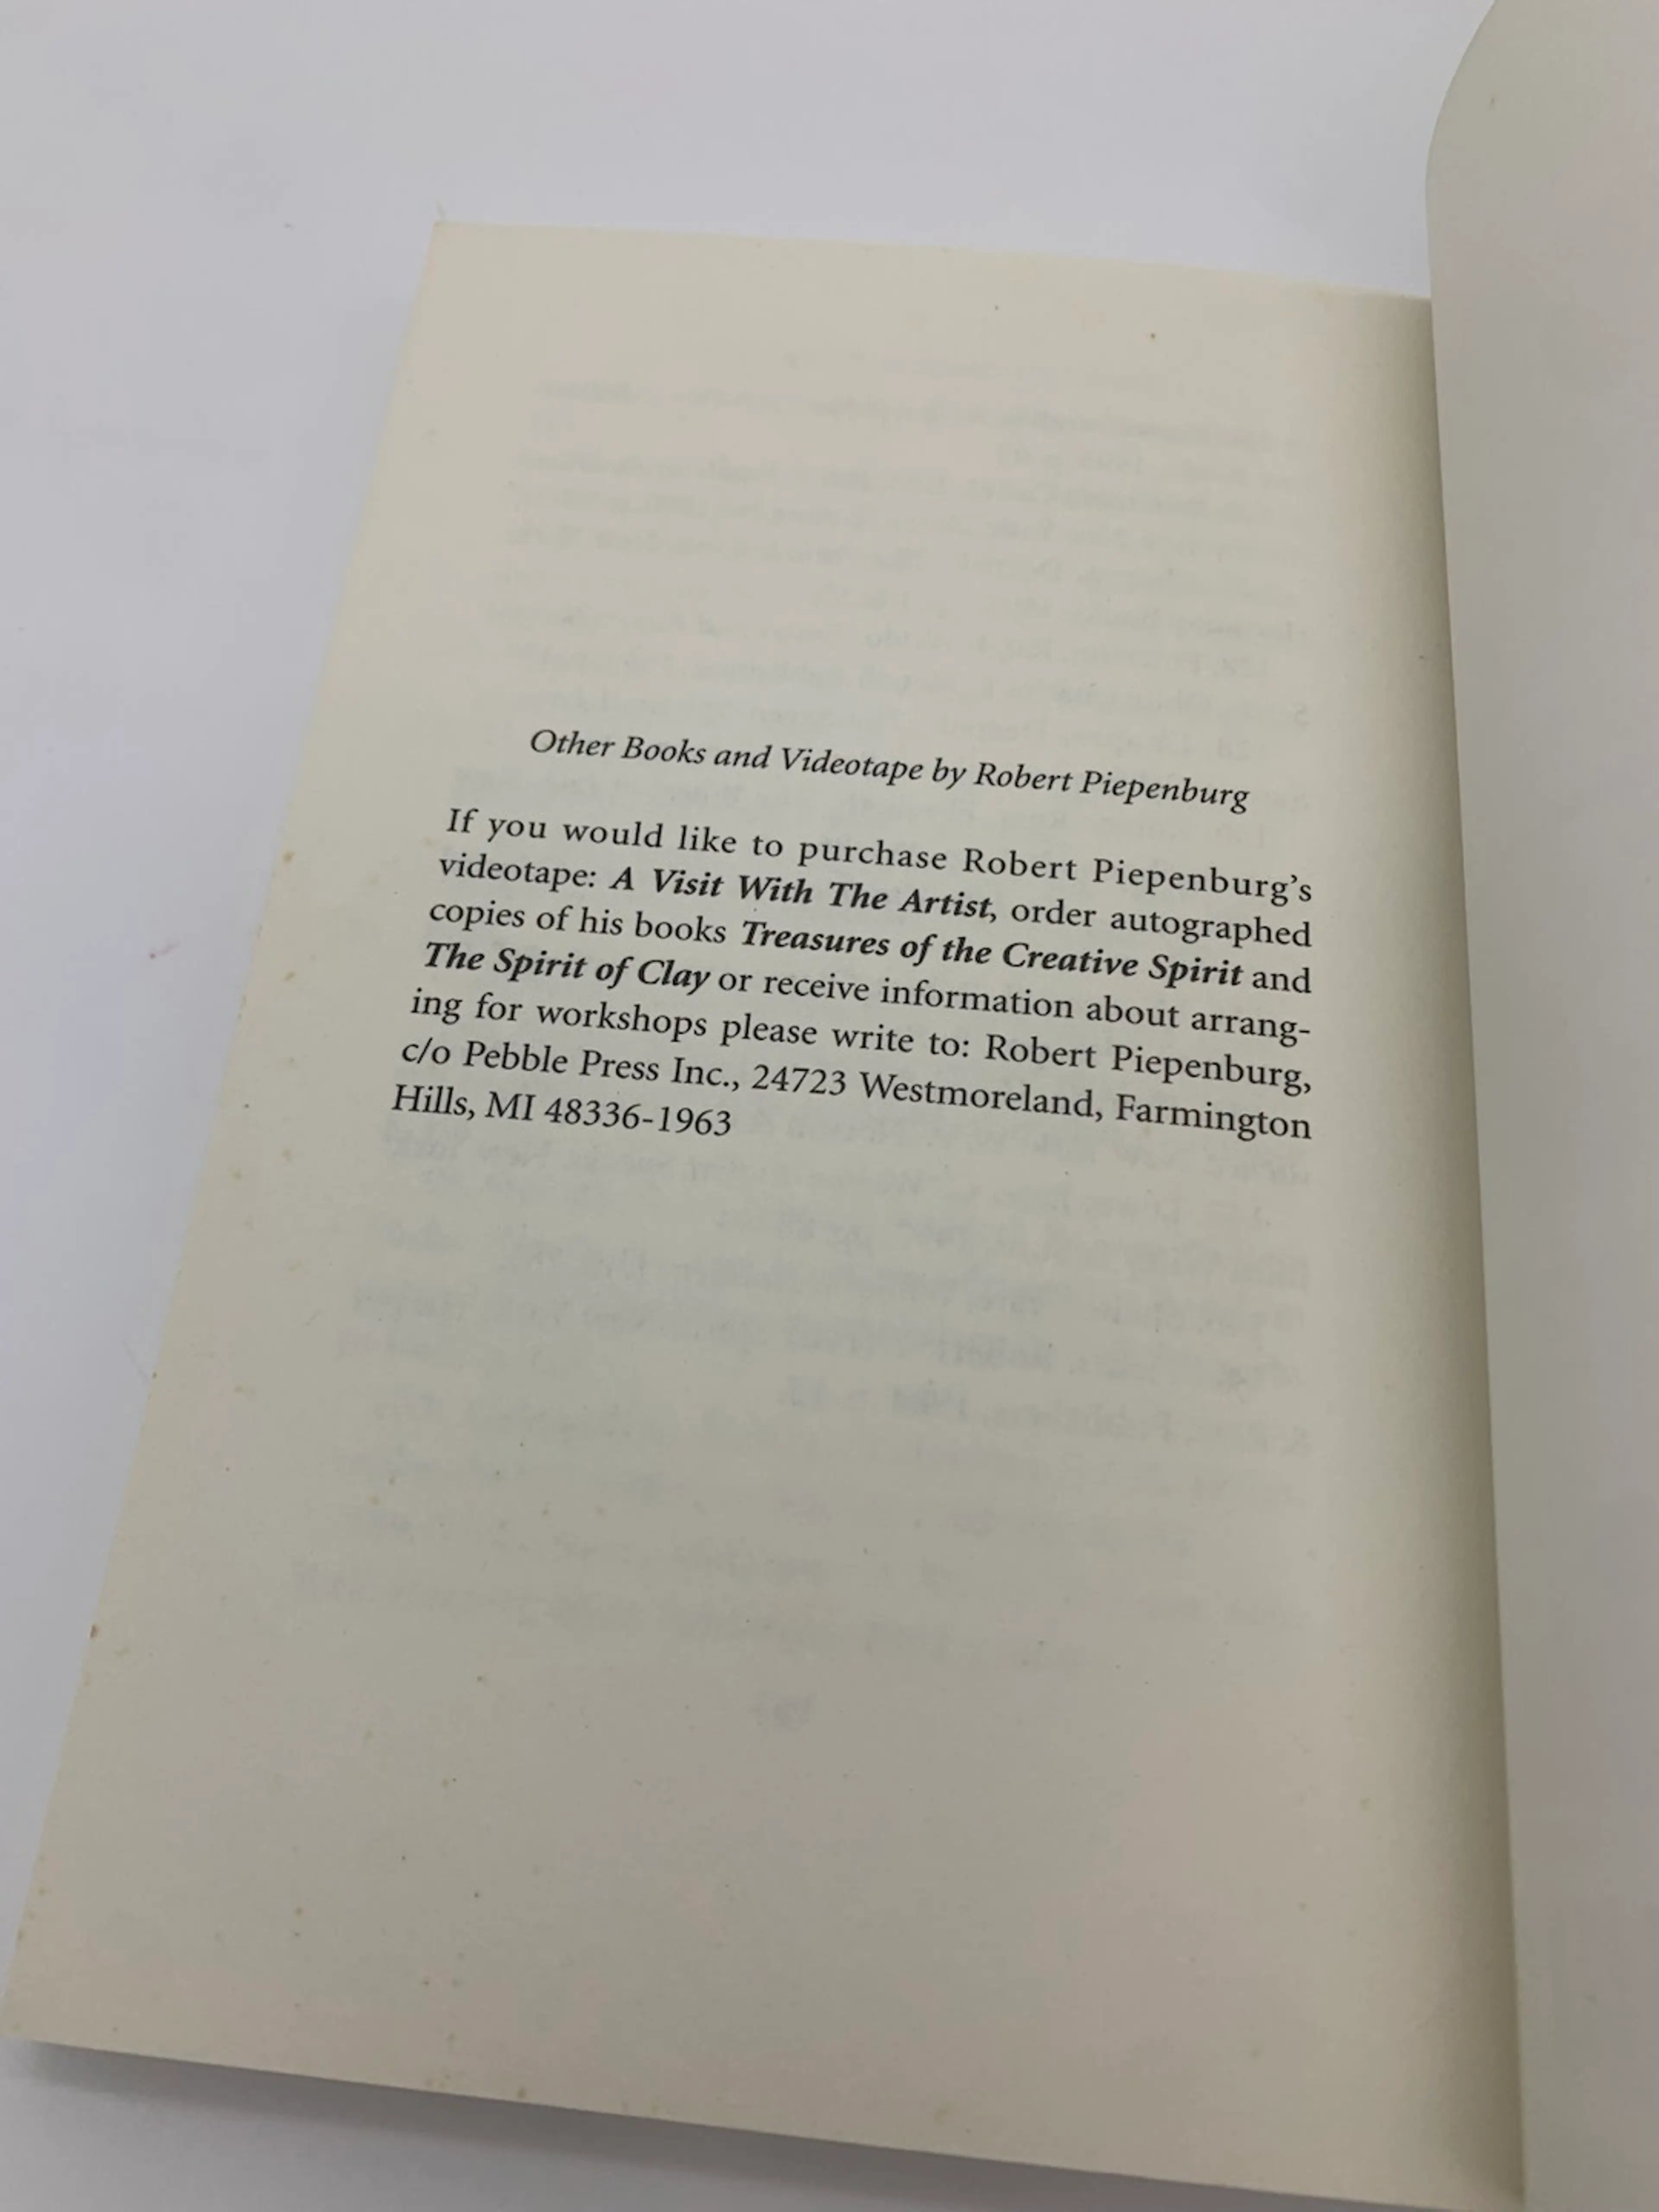 Other Books and Videotape by Robert Piepenburg
If you would like to purchase Robert Piepenburg's
videotape: A Visit With The Artist, order autographed
copies of his books Treasures of the Creative Spirit and
The Spirit of Clay or receive information about arrang-
ing for workshops please write to: Robert Piepenburg,
c/o Pebble Press Inc., 24723 Westmoreland, Farmington
Hills, MI 48336-1963